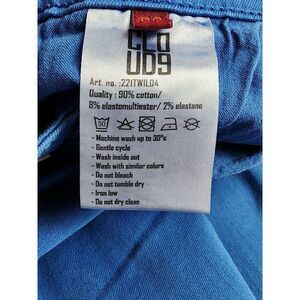 CLO
UD9
Art. no. :221TWILD4
Quality : 90% cotton/
8% elastomultiester/ 2% elastane
30
- Machine wash up to 30°c
- Gentle cycle
- Wash inside out
- Wash with similar colors
- Do not bleach
- Do not tumble dry
- Iron low
- Do not dry clean